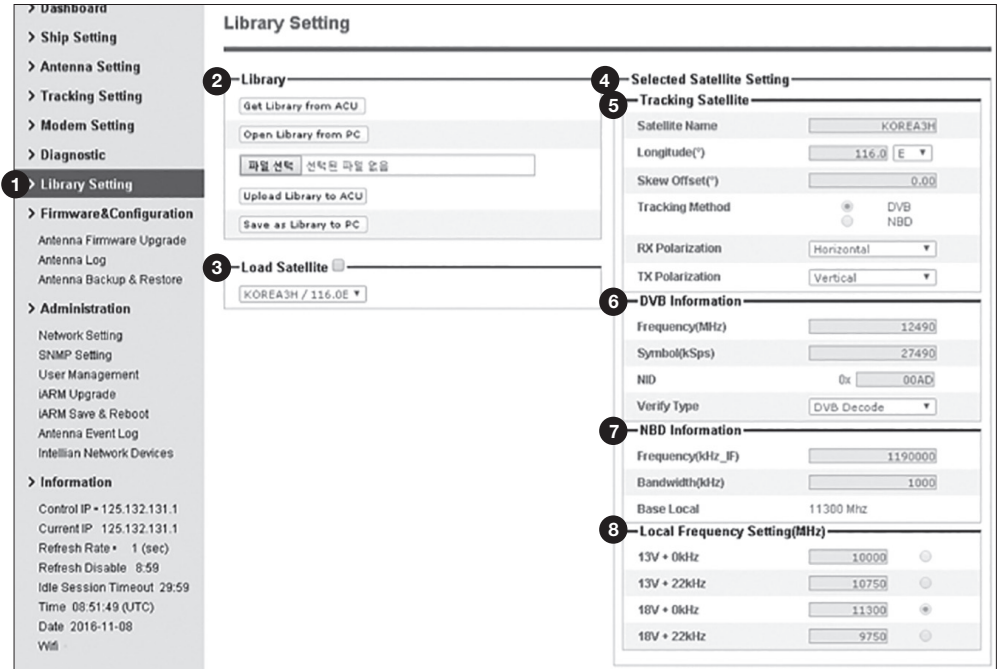 > Dashboard
> Ship Setting
> Antenna Setting
> Tracking Setting
> Modem Setting
> Diagnostic
1 > Library Setting
> Firmware&Configuration
Antenna Firmware Upgrade
Antenna Log
Antenna Backup & Restore
> Administration
Network Setting
SNMP Setting
User Management
iARM Upgrade
iARM Save & Reboot
Antenna Event Log
Intellian Network Devices
> Information
Control IP • 125.132.131.1
Current IP 125.132.131.1
Refresh Rate • 1 (sec)
Refresh Disable 8:59
Idle Session Timeout 29:59
Time 08:51:49 (UTC)
Date 2016-11-08
Wifi
Library Setting
2 Library
Get Library from ACU
Open Library from PC
파일 선택 선택된 파일 없음
Upload Library to ACU
Save as Library to PC
3 Load Satellite
KOREA3H / 116.0E
4 Selected Satellite Setting
5 Tracking Satellite
Satellite Name KOREA3H
Longitude(°) 116.0 E
Skew Offset(°) 0.00
Tracking Method DVB
NBD
RX Polarization Horizontal
TX Polarization Vertical
6 DVB Information
Frequency(MHz) 12490
Symbol(kSps) 27490
NID 0x 00AD
Verify Type DVB Decode
7 NBD Information
Frequency(kHz_IF) 1190000
Bandwidth(kHz) 1000
Base Local 11300 Mhz
8 Local Frequency Setting(MHz)
13V + 0kHz 10000
13V + 22kHz 10750
18V + 0kHz 11300
18V + 22kHz 9750